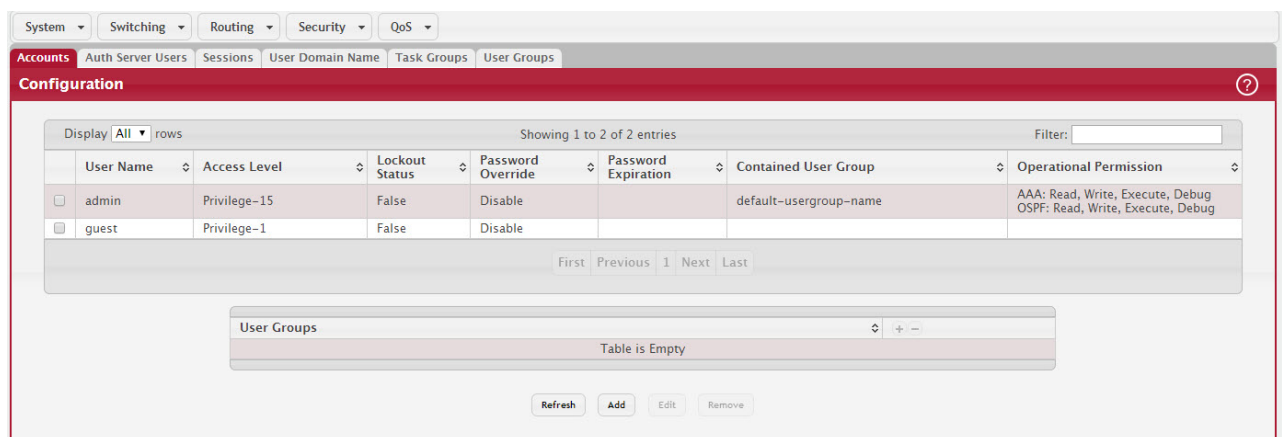 System Switching Routing Security QoS
Accounts Auth Server Users Sessions User Domain Name Task Groups User Groups
Configuration ?
Display All rows Showing 1 to 2 of 2 entries Filter:
User Name Access Level Lockout Status Password Override Password Expiration Contained User Group Operational Permission
admin Privilege-15 False Disable default-usergroup-name AAA: Read, Write, Execute, Debug
OSPF: Read, Write, Execute, Debug
guest Privilege-1 False Disable
First Previous 1 Next Last
User Groups + −
Table is Empty
Refresh Add Edit Remove